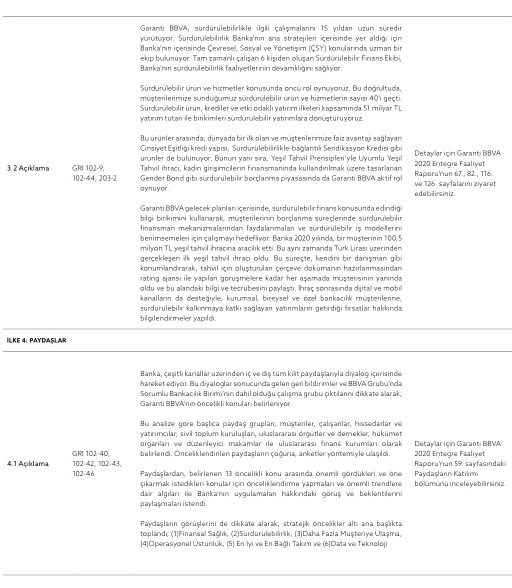 Garanti BBVA, sürdürülebilirlikle ilgili çalışmalarını 15 yıldan uzun süredir
yürütüyor. Sürdürülebilirlik Banka'nın ana stratejileri içerisinde yer aldığı için
Banka'nın içerisinde Çevresel, Sosyal ve Yönetişim (ÇSY) konularında uzman bir
ekip bulunuyor. Tam zamanlı çalışan 6 kişiden oluşan Sürdürülebilir Finans Ekibi,
Banka'nın sürdürülebilirlik faaliyetlerinin devamlılığını sağlıyor.
Sürdürülebilir ürün ve hizmetler konusunda öncü rol oynuyoruz. Bu doğrultuda,
müşterilerimize sunduğumuz sürdürülebilir ürün ve hizmetlerin sayısı 40'ı geçti.
Sürdürülebilir ürün, krediler ve etki odaklı yatırım ilkeleri kapsamında 51 milyar TL
yatırım tutarı ile birikimleri sürdürülebilir yatırımlara dönüştürüyoruz.
Bu ürünler arasında; dünyada bir ilk olan ve müşterilerimize faiz avantajı sağlayan
Cinsiyet Eşitliği kredi yapısı, Sürdürülebilirlikle-bağlantılı Sendikasyon Kredisi gibi
ürünler de bulunuyor. Bunun yanı sıra, Yeşil Tahvil Prensipleri'yle Uyumlu Yeşil
Tahvil ihracı, kadın girişimcilerin finansmanında kullandırılmak üzere tasarlanan
Gender Bond gibi sürdürülebilir borçlanma piyasasında da Garanti BBVA aktif rol
oynuyor.
3.2 Açıklama
GRI 102-9,
102-44, 203-2
Detaylar için Garanti BBVA
2020 Entegre Faaliyet
Raporu'nun 67., 82., 116.
ve 126. sayfalarını ziyaret
edebilirsiniz.
Garanti BBVA gelecek planları içerisinde, sürdürülebilir finans konusunda edindiği
bilgi birikimini kullanarak, müşterilerinin borçlanma süreçlerinde sürdürülebilir
finansman mekanizmalarından faydalanmaları ve sürdürülebilir iş modellerini
benimsemeleri için çalışmayı hedefliyor. Banka 2020 yılında, bir müşterinin 100,5
milyon TL yeşil tahvil ihracına aracılık etti. Bu aynı zamanda Türk Lirası üzerinden
gerçekleşen ilk yeşil tahvil ihracı oldu. Bu süreçte, kendini bir danışman gibi
konumlandırarak, tahvil için oluşturulan çerçeve dokümanın hazırlanmasından
rating ajansı ile yapılan görüşmelere kadar her aşamada müşterisinin yanında
oldu ve bu alandaki bilgi ve tecrübesini paylaştı. İhraç sonrasında dijital ve mobil
kanalların da desteğiyle, kurumsal, bireysel ve özel bankacılık müşterilerine,
sürdürülebilir kalkınmaya katkı sağlayan yatırımların getirdiği fırsatlar hakkında
bilgilendirmeler yapıldı.
İLKE 4: PAYDAŞLAR
Banka, çeşitli kanallar üzerinden iç ve dış tüm kilit paydaşlarıyla diyalog içerisinde
hareket ediyor. Bu diyaloglar sonucunda gelen geri bildirimler ve BBVA Grubu'nda
Sorumlu Bankacılık Birimi'nin dahil olduğu çalışma grubu çıktılarını dikkate alarak,
Garanti BBVA'nın öncelikli konuları belirleniyor.
Bu analize göre başlıca paydaş grupları; müşteriler, çalışanlar, hissedarlar ve
yatırımcılar, sivil toplum kuruluşları, uluslararası örgütler ve dernekler, hükümet
organları ve düzenleyici makamlar ile uluslararası finans kurumları olarak
belirlendi. Önceliklendirilen paydaşların çoğuna, anketler yöntemiyle ulaşıldı.
4.1 Açıklama
GRI 102-40,
102-42, 102-43,
102-46
Detaylar için Garanti BBVA
2020 Entegre Faaliyet
Raporu'nun 59. sayfasındaki
Paydaşların Katılımı
bölümünü inceleyebilirsiniz.
Paydaşlardan, belirlenen 13 öncelikli konu arasında önemli gördükleri ve öne
çıkarmak istedikleri konular için önceliklendirme yapmaları ve önemli trendlere
dair algıları ile Banka'nın uygulamaları hakkındaki görüş ve beklentilerini
paylaşmaları istendi.
Paydaşların görüşlerini de dikkate alarak, stratejik öncelikler altı ana başlıkta
toplandı; (1)Finansal Sağlık, (2)Sürdürülebilirlik, (3)Daha Fazla Müşteriye Ulaşma,
(4)Operasyonel Üstünlük, (5) En İyi ve En Bağlı Takım ve (6)Data ve Teknoloji